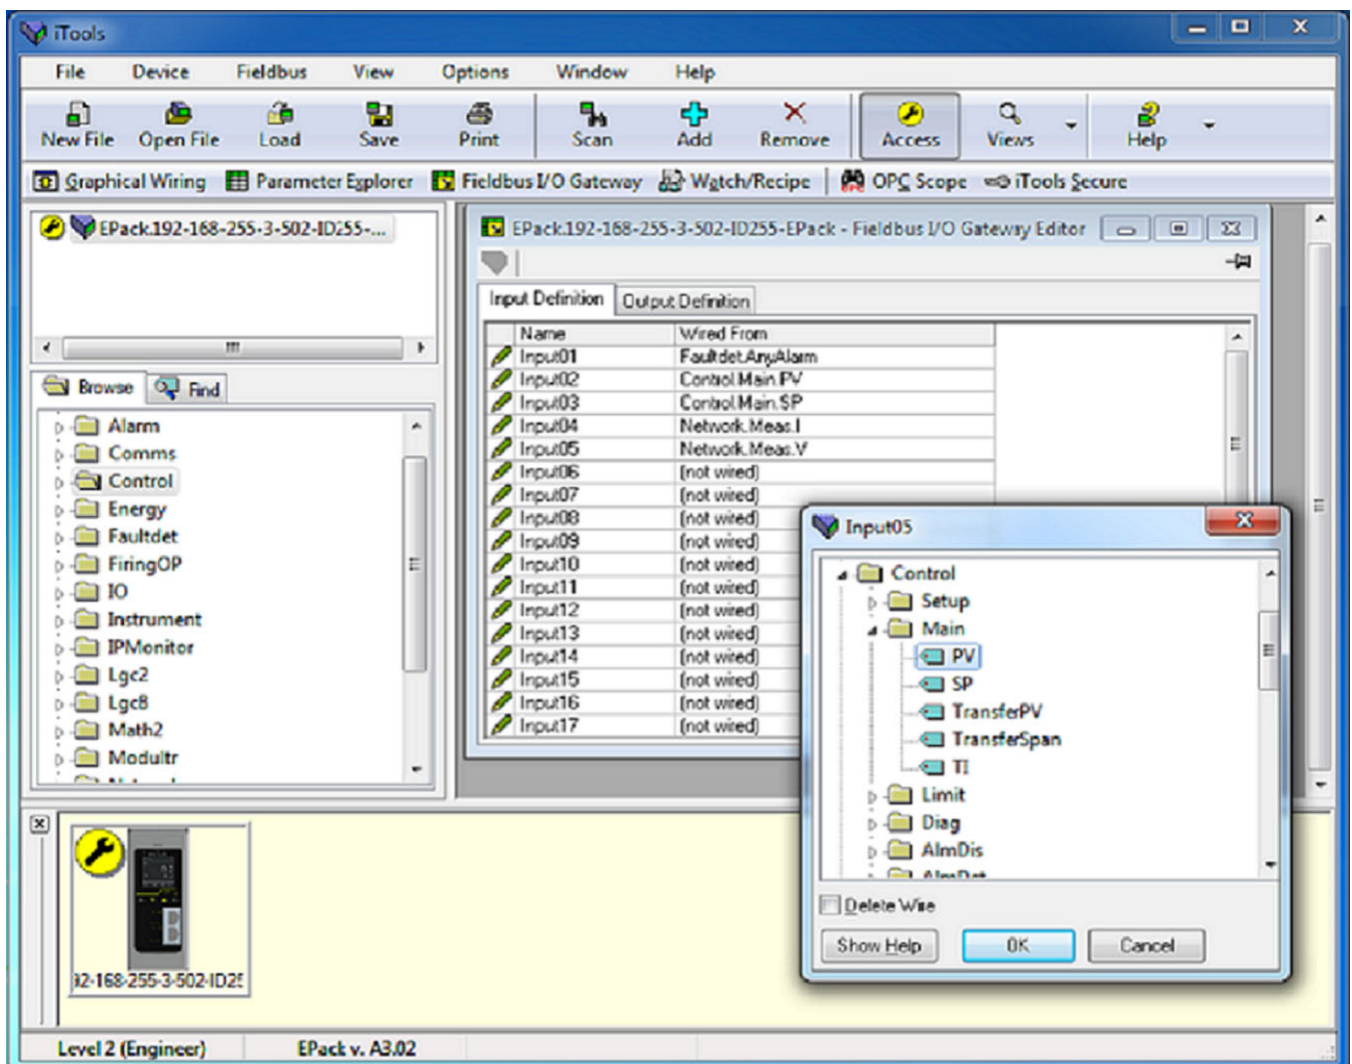 iTools
File Device Fieldbus View Options Window Help
New File Open File Load Save Print Scan Add Remove Access Views Help
Graphical Wiring Parameter Explorer Fieldbus I/O Gateway Watch/Recipe OPC Scope iTools Secure
EPack.192-168-255-3-502-ID255-...
Browse Find
Alarm
Comms
Control
Energy
Faultdet
FiringOP
IO
Instrument
IPMonitor
Lgc2
Lgc8
Math2
Modultr
EPack.192-168-255-3-502-ID255-EPack - Fieldbus I/O Gateway Editor
Input Definition Output Definition
Name Wired From
Input01 Faultdet.AnyAlarm
Input02 Control.Main.PV
Input03 Control.Main.SP
Input04 Network.Meas.I
Input05 Network.Meas.V
Input06 (not wired)
Input07 (not wired)
Input08 (not wired)
Input09 (not wired)
Input10 (not wired)
Input11 (not wired)
Input12 (not wired)
Input13 (not wired)
Input14 (not wired)
Input15 (not wired)
Input16 (not wired)
Input17 (not wired)
Input05
Control
Setup
Main
PV
SP
TransferPV
TransferSpan
TI
Limit
Diag
AlmDis
Delete Wire
Show Help OK Cancel
92-168-255-3-502-ID25
Level 2 (Engineer) EPack v. A3.02